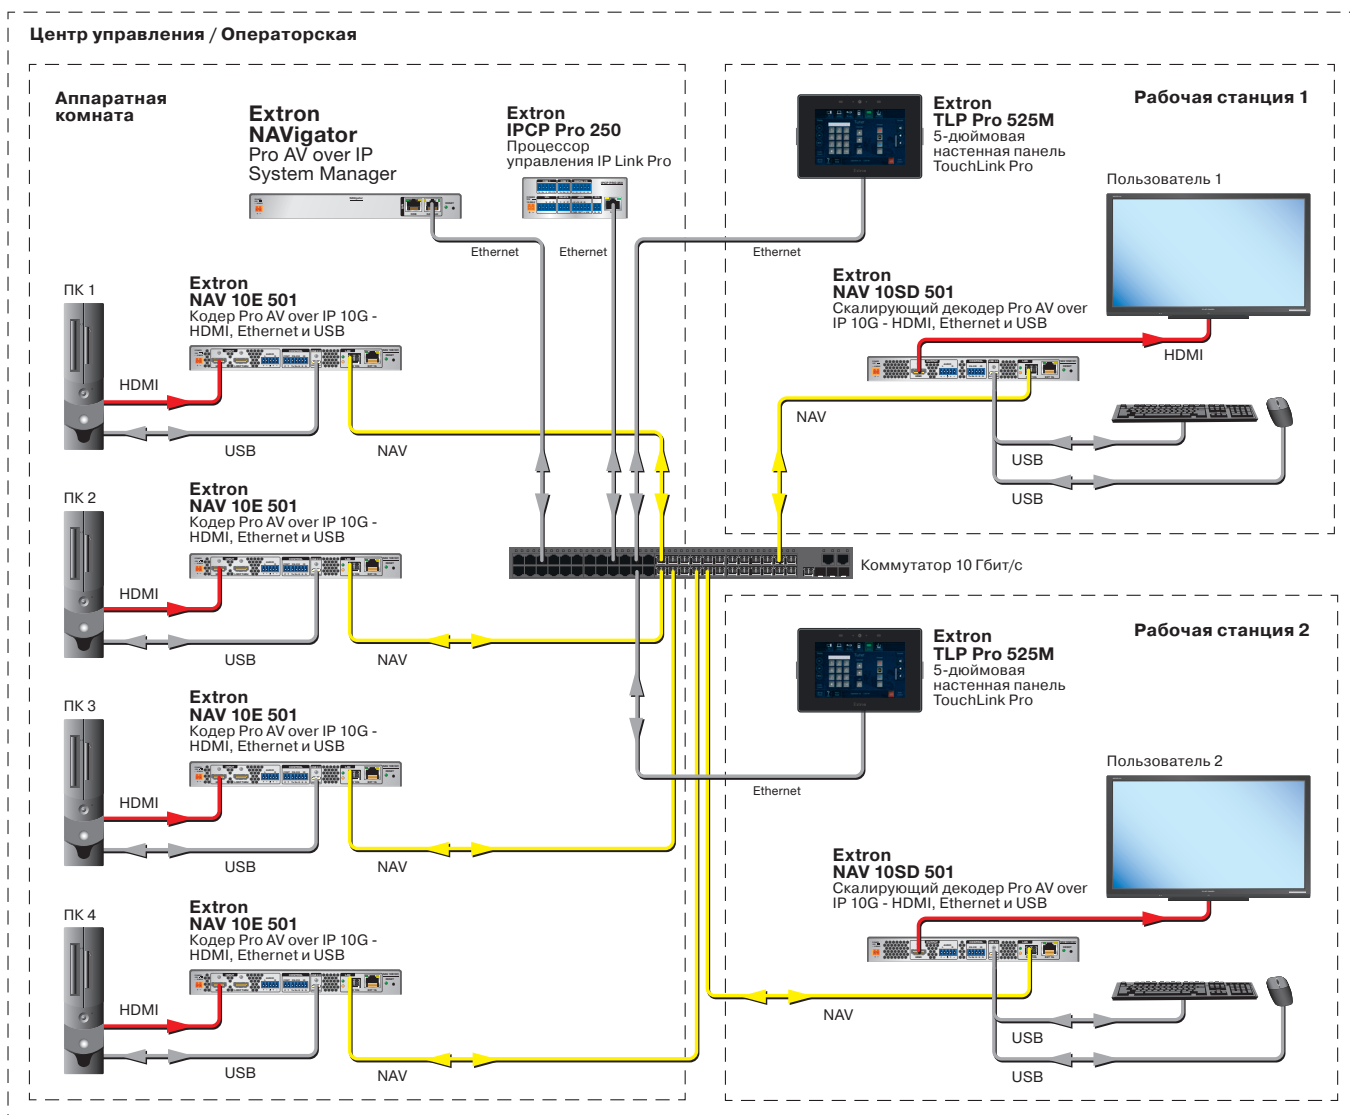 Центр управления / Операторская
Аппаратная
комната
Extron
NAVigator
Pro AV over IP
System Manager
Extron
IPCP Pro 250
Процессор
управления IP Link Pro
Ethernet
Ethernet
Ethernet
Extron
TLP Pro 525M
5-дюймовая
настенная панель
TouchLink Pro
Рабочая станция 1
Пользователь 1
Extron
NAV 10SD 501
Скалирующий декодер Pro AV over
IP 10G - HDMI, Ethernet и USB
HDMI
NAV
USB
USB
ПК 1
Extron
NAV 10E 501
Кодер Pro AV over IP 10G -
HDMI, Ethernet и USB
HDMI
USB
NAV
ПК 2
Extron
NAV 10E 501
Кодер Pro AV over IP 10G -
HDMI, Ethernet и USB
HDMI
USB
NAV
Коммутатор 10 Гбит/с
ПК 3
Extron
NAV 10E 501
Кодер Pro AV over IP 10G -
HDMI, Ethernet и USB
HDMI
USB
NAV
ПК 4
Extron
NAV 10E 501
Кодер Pro AV over IP 10G -
HDMI, Ethernet и USB
HDMI
USB
NAV
Extron
TLP Pro 525M
5-дюймовая
настенная панель
TouchLink Pro
Рабочая станция 2
Ethernet
Пользователь 2
Extron
NAV 10SD 501
Скалирующий декодер Pro AV over
IP 10G - HDMI, Ethernet и USB
NAV
USB
USB